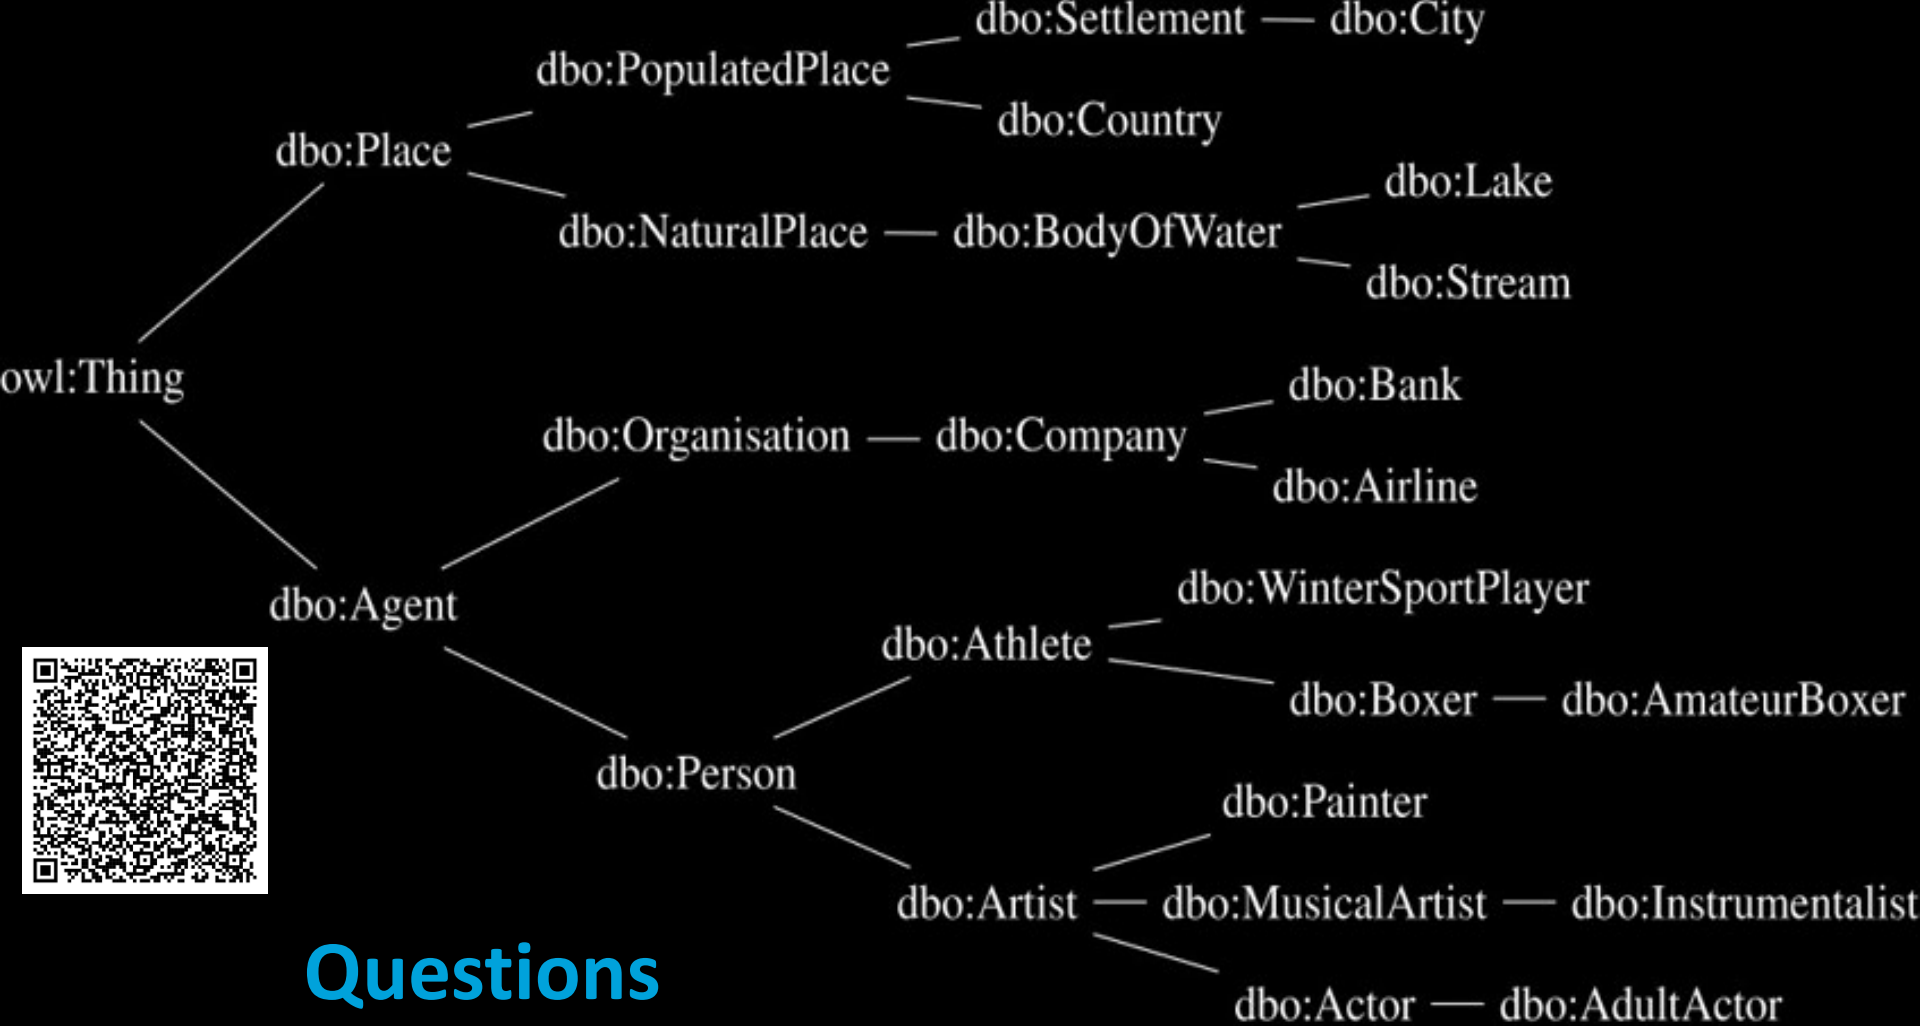 dbo:Settlement — dbo:City
dbo:PopulatedPlace
dbo:Country
dbo:Place
dbo:Lake
dbo:NaturalPlace — dbo:BodyOfWater
dbo:Stream
owl:Thing
dbo:Bank
dbo:Organisation — dbo:Company
dbo:Airline
dbo:WinterSportPlayer
dbo:Agent
dbo:Athlete
dbo:Boxer — dbo:AmateurBoxer
dbo:Person
dbo:Painter
dbo:Artist — dbo:MusicalArtist — dbo:Instrumentalist
Questions
dbo:Actor — dbo:AdultActor